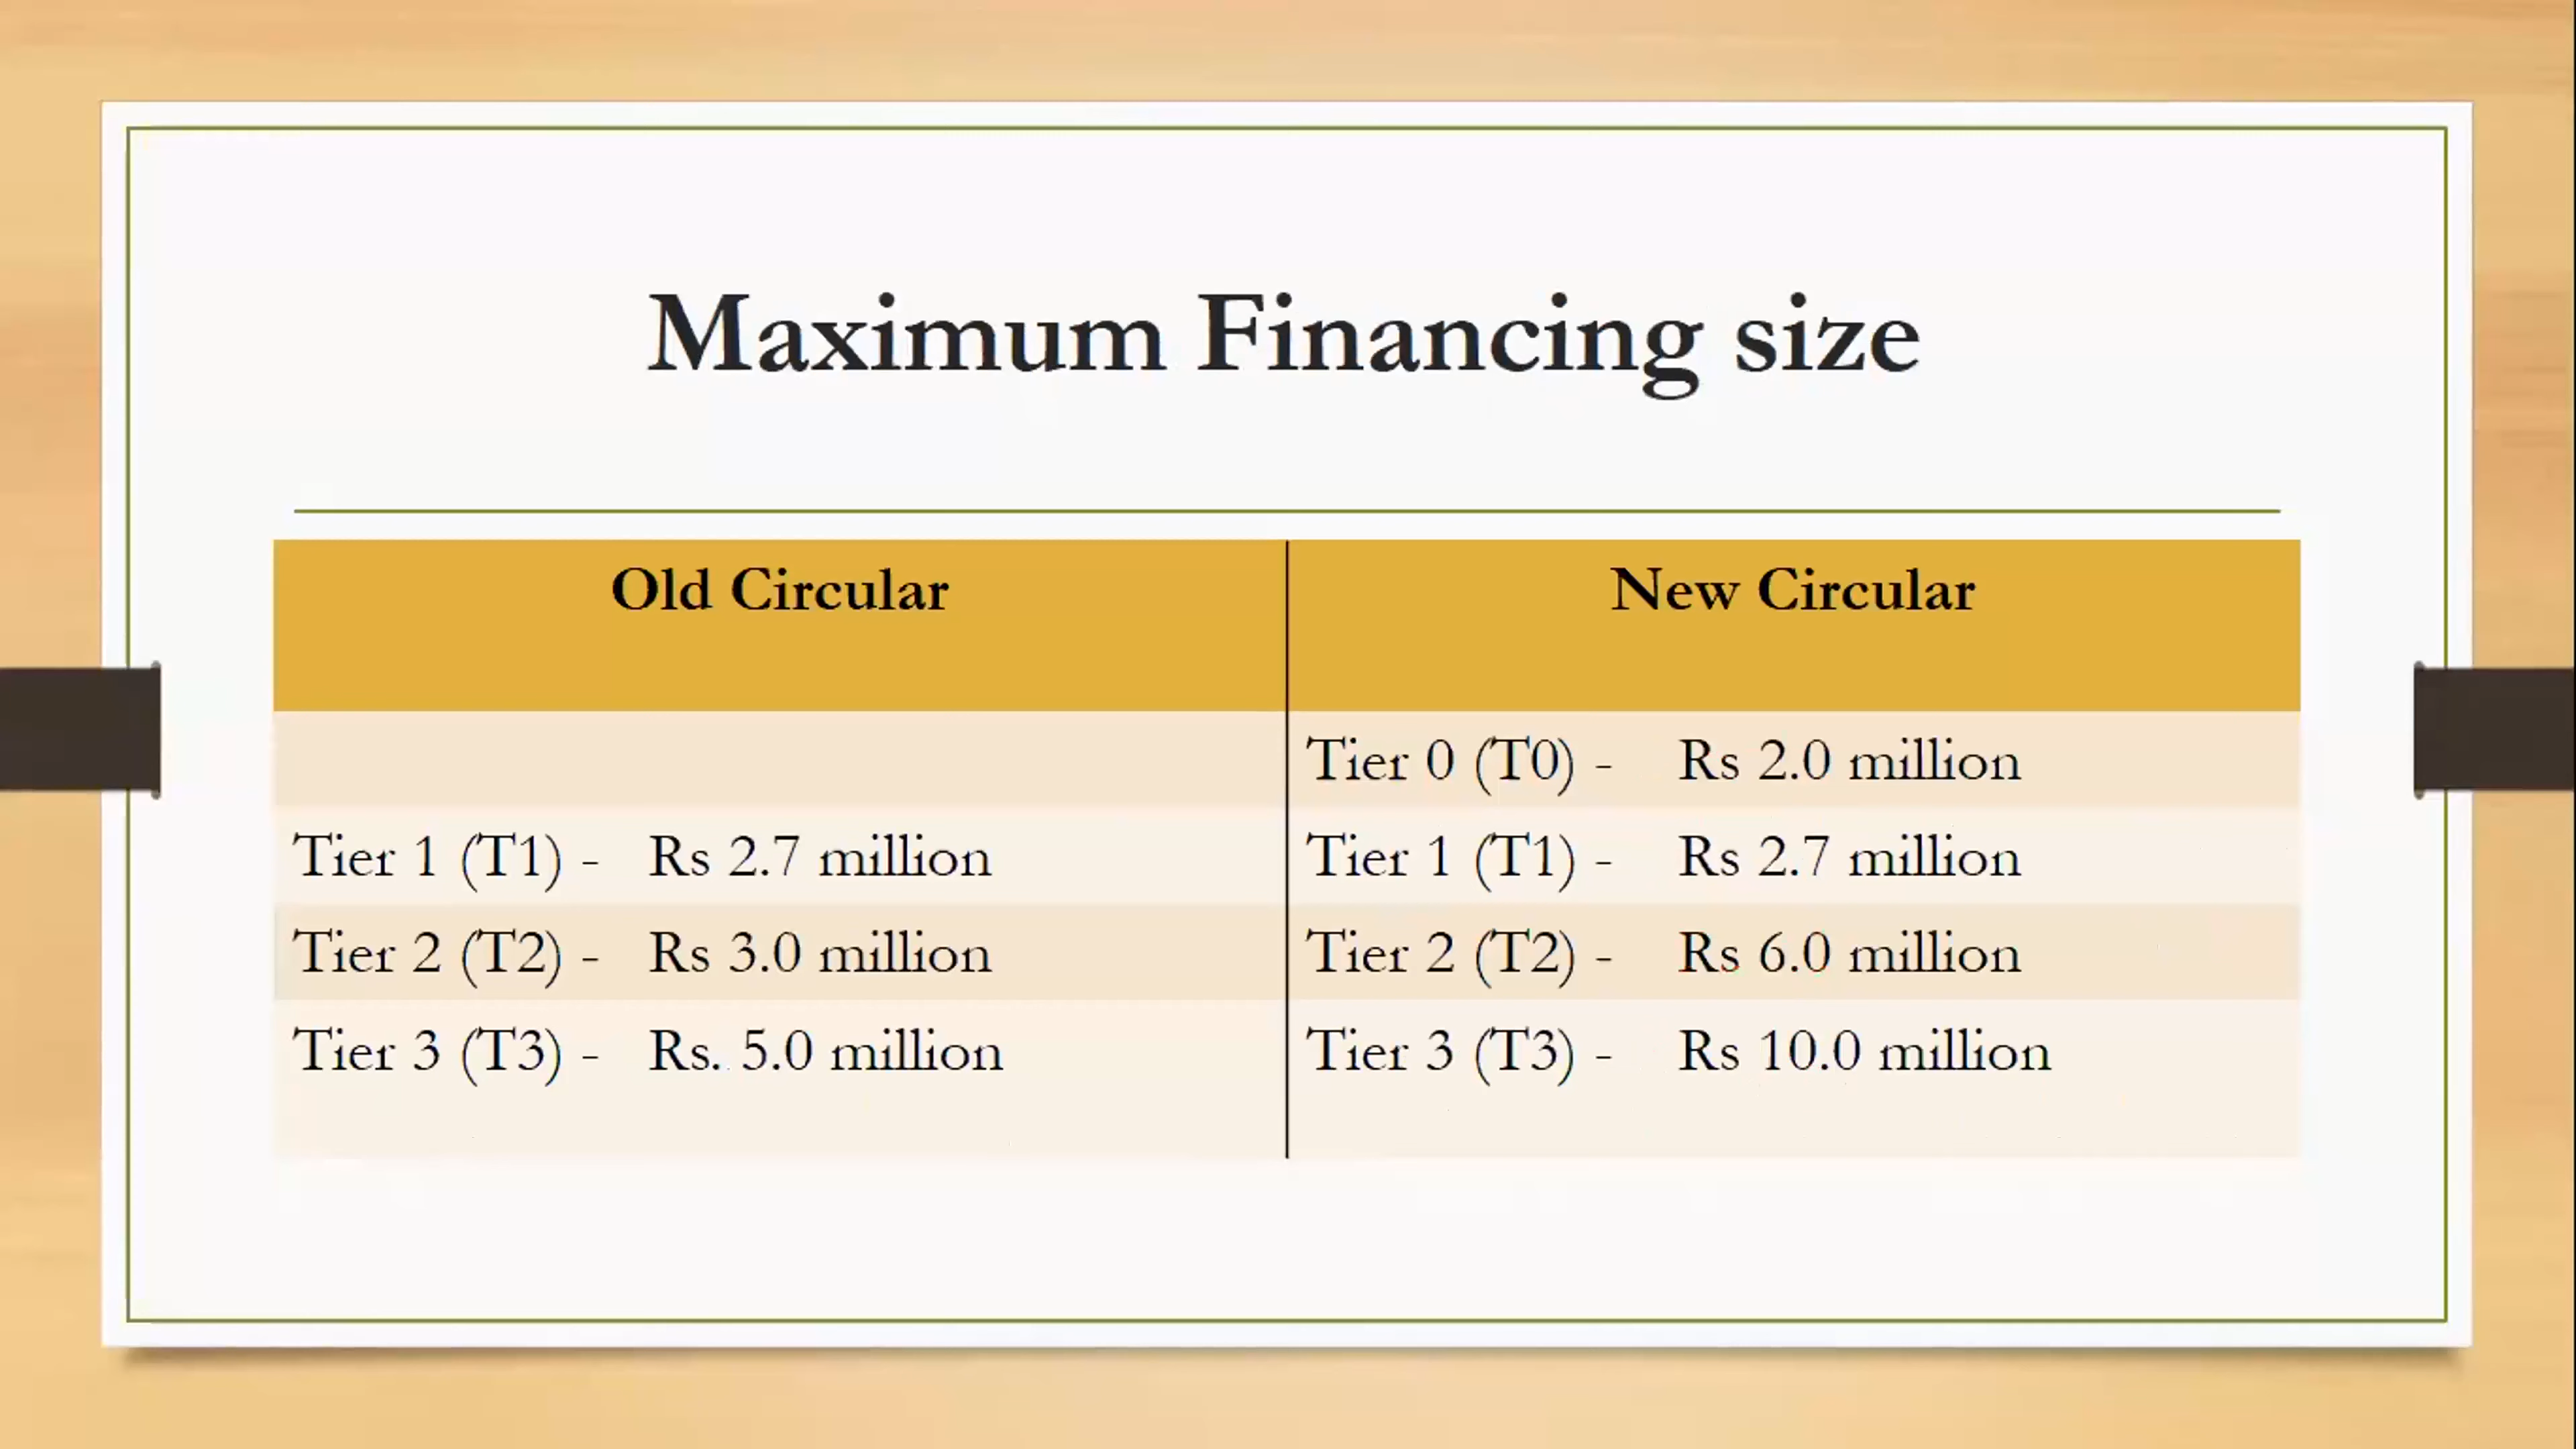 Maximum Financing size
Old Circular
New Circular
Tier 0 (T0) - Rs 2.0 million
Tier 1 (T1) - Rs 2.7 million
Tier 1 (T1) - Rs 2.7 million
Tier 2 (T2) - Rs 3.0 million
Tier 2 (T2) - Rs 6.0 million
Tier 3 (T3) - Rs. 5.0 million
Tier 3 (T3) - Rs 10.0 million